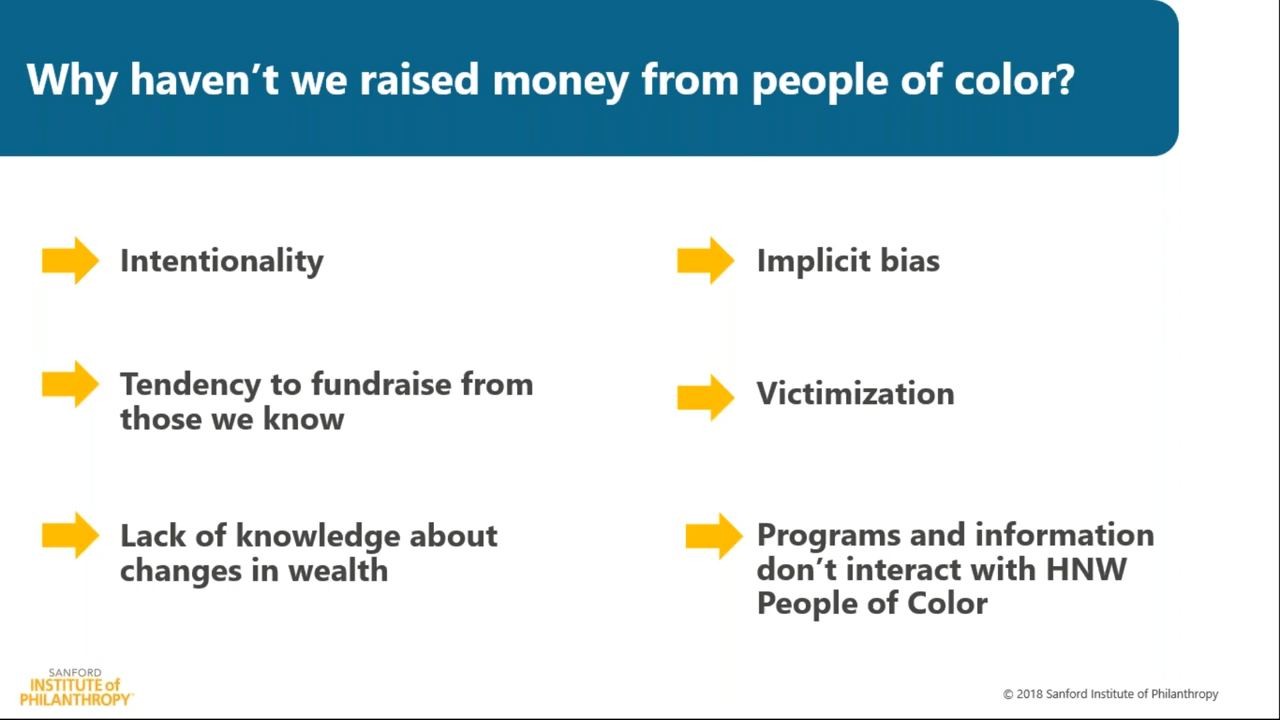 Why haven’t we raised money from people of color?
Intentionality
Tendency to fundraise from
those we know
Lack of knowledge about
changes in wealth
Implicit bias
Victimization
Programs and information
don’t interact with HNW
People of Color
SANFORD
INSTITUTE of
PHILANTHROPY™
© 2018 Sanford Institute of Philanthropy